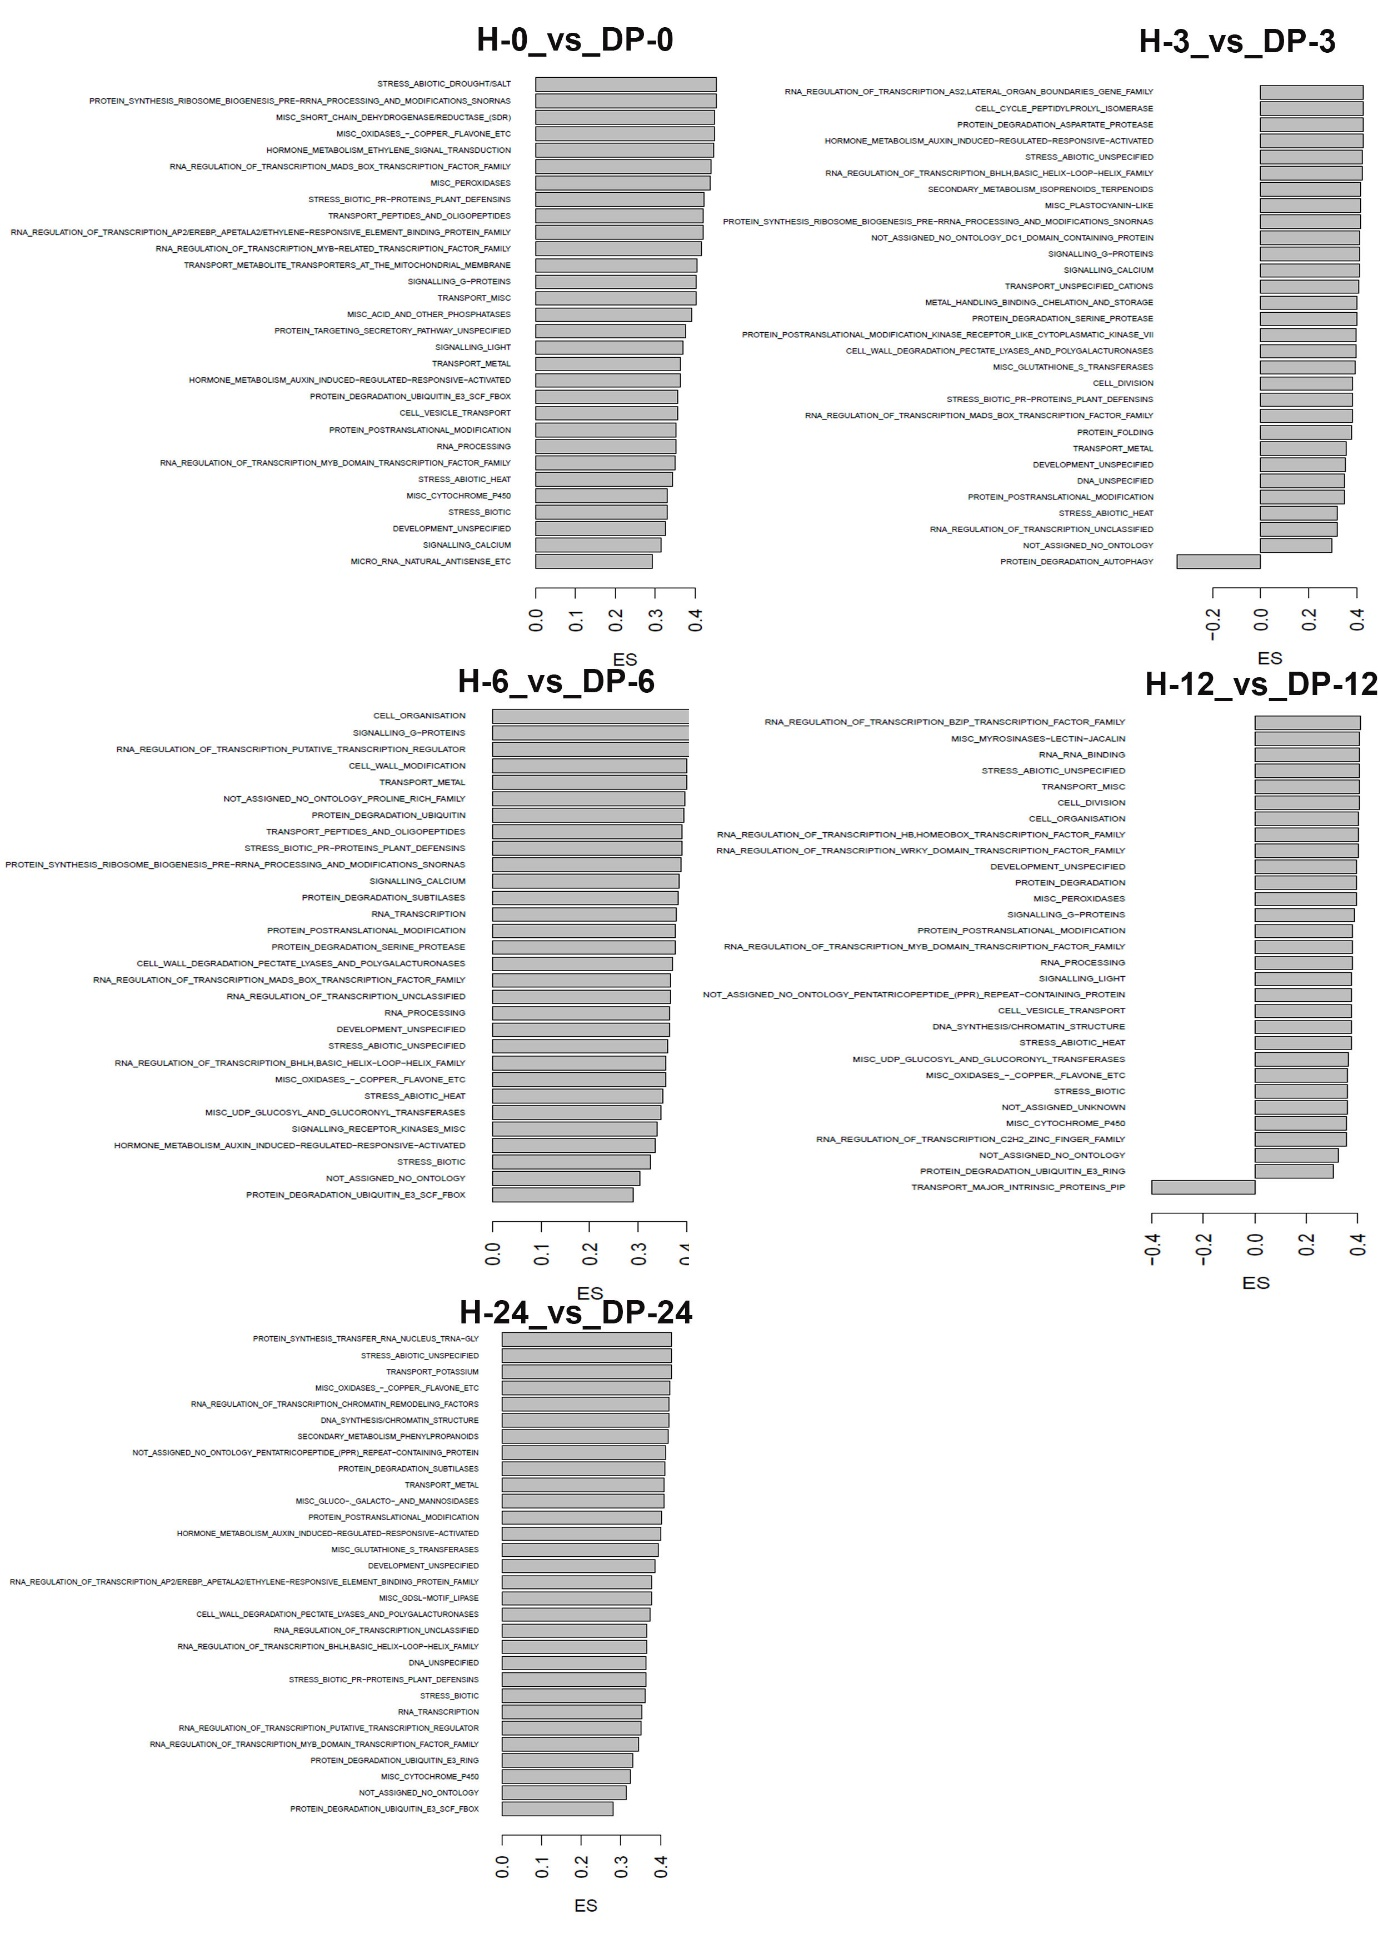 H-0_vs_DP-0
STRESS_ABIOTIC_DROUGHT/SALT
PROTEIN_SYNTHESIS_RIBOSOME_BIOGENESIS_PRE−RRNA_PROCESSING_AND_MODIFICATIONS_SNORNAS
MISC_SHORT_CHAIN_DEHYDROGENASE/REDUCTASE_(SDR)
MISC_OXIDASES_−_COPPER,_FLAVONE_ETC
HORMONE_METABOLISM_ETHYLENE_SIGNAL_TRANSDUCTION
RNA_REGULATION_OF_TRANSCRIPTION_MADS_BOX_TRANSCRIPTION_FACTOR_FAMILY
MISC_PEROXIDASES
STRESS_BIOTIC_PR−PROTEINS_PLANT_DEFENSINS
TRANSPORT_PEPTIDES_AND_OLIGOPEPTIDES
RNA_REGULATION_OF_TRANSCRIPTION_AP2/EREBP,_APETALA2/ETHYLENE−RESPONSIVE_ELEMENT_BINDING_PROTEIN_FAMILY
RNA_REGULATION_OF_TRANSCRIPTION_MYB−RELATED_TRANSCRIPTION_FACTOR_FAMILY
TRANSPORT_METABOLITE_TRANSPORTERS_AT_THE_MITOCHONDRIAL_MEMBRANE
SIGNALLING_G−PROTEINS
TRANSPORT_MISC
MISC_ACID_AND_OTHER_PHOSPHATASES
PROTEIN_TARGETING_SECRETORY_PATHWAY_UNSPECIFIED
SIGNALLING_LIGHT
TRANSPORT_METAL
HORMONE_METABOLISM_AUXIN_INDUCED−REGULATED−RESPONSIVE−ACTIVATED
PROTEIN_DEGRADATION_UBIQUITIN_E3_SCF_FBOX
CELL_VESICLE_TRANSPORT
PROTEIN_POSTRANSLATIONAL_MODIFICATION
RNA_PROCESSING
RNA_REGULATION_OF_TRANSCRIPTION_MYB_DOMAIN_TRANSCRIPTION_FACTOR_FAMILY
STRESS_ABIOTIC_HEAT
MISC_CYTOCHROME_P450
STRESS_BIOTIC
DEVELOPMENT_UNSPECIFIED
SIGNALLING_CALCIUM
MICRO_RNA,_NATURAL_ANTISENSE_ETC
0.0 0.1 0.2 0.3 0.4
ES
H-3_vs_DP-3
RNA_REGULATION_OF_TRANSCRIPTION_AS2,LATERAL_ORGAN_BOUNDARIES_GENE_FAMILY
CELL_CYCLE_PEPTIDYLPROLYL_ISOMERASE
PROTEIN_DEGRADATION_ASPARTATE_PROTEASE
HORMONE_METABOLISM_AUXIN_INDUCED−REGULATED−RESPONSIVE−ACTIVATED
STRESS_ABIOTIC_UNSPECIFIED
RNA_REGULATION_OF_TRANSCRIPTION_BHLH,BASIC_HELIX−LOOP−HELIX_FAMILY
SECONDARY_METABOLISM_ISOPRENOIDS_TERPENOIDS
MISC_PLASTOCYANIN−LIKE
PROTEIN_SYNTHESIS_RIBOSOME_BIOGENESIS_PRE−RRNA_PROCESSING_AND_MODIFICATIONS_SNORNAS
NOT_ASSIGNED_NO_ONTOLOGY_DC1_DOMAIN_CONTAINING_PROTEIN
SIGNALLING_G−PROTEINS
SIGNALLING_CALCIUM
TRANSPORT_UNSPECIFIED_CATIONS
METAL_HANDLING_BINDING,_CHELATION_AND_STORAGE
PROTEIN_DEGRADATION_SERINE_PROTEASE
PROTEIN_POSTRANSLATIONAL_MODIFICATION_KINASE_RECEPTOR_LIKE_CYTOPLASMATIC_KINASE_VII
CELL_WALL_DEGRADATION_PECTATE_LYASES_AND_POLYGALACTURONASES
MISC_GLUTATHIONE_S_TRANSFERASES
CELL_DIVISION
STRESS_BIOTIC_PR−PROTEINS_PLANT_DEFENSINS
RNA_REGULATION_OF_TRANSCRIPTION_MADS_BOX_TRANSCRIPTION_FACTOR_FAMILY
PROTEIN_FOLDING
TRANSPORT_METAL
DEVELOPMENT_UNSPECIFIED
DNA_UNSPECIFIED
PROTEIN_POSTRANSLATIONAL_MODIFICATION
STRESS_ABIOTIC_HEAT
RNA_REGULATION_OF_TRANSCRIPTION_UNCLASSIFIED
NOT_ASSIGNED_NO_ONTOLOGY
PROTEIN_DEGRADATION_AUTOPHAGY
−0.2 0.0 0.2 0.4
ES
H-6_vs_DP-6
CELL_ORGANISATION
SIGNALLING_G−PROTEINS
RNA_REGULATION_OF_TRANSCRIPTION_PUTATIVE_TRANSCRIPTION_REGULATOR
CELL_WALL_MODIFICATION
TRANSPORT_METAL
NOT_ASSIGNED_NO_ONTOLOGY_PROLINE_RICH_FAMILY
PROTEIN_DEGRADATION_UBIQUITIN
TRANSPORT_PEPTIDES_AND_OLIGOPEPTIDES
STRESS_BIOTIC_PR−PROTEINS_PLANT_DEFENSINS
PROTEIN_SYNTHESIS_RIBOSOME_BIOGENESIS_PRE−RRNA_PROCESSING_AND_MODIFICATIONS_SNORNAS
SIGNALLING_CALCIUM
PROTEIN_DEGRADATION_SUBTILASES
RNA_TRANSCRIPTION
PROTEIN_POSTRANSLATIONAL_MODIFICATION
PROTEIN_DEGRADATION_SERINE_PROTEASE
CELL_WALL_DEGRADATION_PECTATE_LYASES_AND_POLYGALACTURONASES
RNA_REGULATION_OF_TRANSCRIPTION_MADS_BOX_TRANSCRIPTION_FACTOR_FAMILY
RNA_REGULATION_OF_TRANSCRIPTION_UNCLASSIFIED
RNA_PROCESSING
DEVELOPMENT_UNSPECIFIED
STRESS_ABIOTIC_UNSPECIFIED
RNA_REGULATION_OF_TRANSCRIPTION_BHLH,BASIC_HELIX−LOOP−HELIX_FAMILY
MISC_OXIDASES_−_COPPER,_FLAVONE_ETC
STRESS_ABIOTIC_HEAT
MISC_UDP_GLUCOSYL_AND_GLUCORONYL_TRANSFERASES
SIGNALLING_RECEPTOR_KINASES_MISC
HORMONE_METABOLISM_AUXIN_INDUCED−REGULATED−RESPONSIVE−ACTIVATED
STRESS_BIOTIC
NOT_ASSIGNED_NO_ONTOLOGY
PROTEIN_DEGRADATION_UBIQUITIN_E3_SCF_FBOX
0.0 0.1 0.2 0.3 0.4
ES
H-12_vs_DP-12
RNA_REGULATION_OF_TRANSCRIPTION_BZIP_TRANSCRIPTION_FACTOR_FAMILY
MISC_MYROSINASES−LECTIN−JACALIN
RNA_RNA_BINDING
STRESS_ABIOTIC_UNSPECIFIED
TRANSPORT_MISC
CELL_DIVISION
CELL_ORGANISATION
RNA_REGULATION_OF_TRANSCRIPTION_HB,HOMEOBOX_TRANSCRIPTION_FACTOR_FAMILY
RNA_REGULATION_OF_TRANSCRIPTION_WRKY_DOMAIN_TRANSCRIPTION_FACTOR_FAMILY
DEVELOPMENT_UNSPECIFIED
PROTEIN_DEGRADATION
MISC_PEROXIDASES
SIGNALLING_G−PROTEINS
PROTEIN_POSTRANSLATIONAL_MODIFICATION
RNA_REGULATION_OF_TRANSCRIPTION_MYB_DOMAIN_TRANSCRIPTION_FACTOR_FAMILY
RNA_PROCESSING
SIGNALLING_LIGHT
NOT_ASSIGNED_NO_ONTOLOGY_PENTATRICOPEPTIDE_(PPR)_REPEAT−CONTAINING_PROTEIN
CELL_VESICLE_TRANSPORT
DNA_SYNTHESIS/CHROMATIN_STRUCTURE
STRESS_ABIOTIC_HEAT
MISC_UDP_GLUCOSYL_AND_GLUCORONYL_TRANSFERASES
MISC_OXIDASES_−_COPPER,_FLAVONE_ETC
STRESS_BIOTIC
NOT_ASSIGNED_UNKNOWN
MISC_CYTOCHROME_P450
RNA_REGULATION_OF_TRANSCRIPTION_C2H2_ZINC_FINGER_FAMILY
NOT_ASSIGNED_NO_ONTOLOGY
PROTEIN_DEGRADATION_UBIQUITIN_E3_RING
TRANSPORT_MAJOR_INTRINSIC_PROTEINS_PIP
−0.4 −0.2 0.0 0.2 0.4
ES
H-24_vs_DP-24
PROTEIN_SYNTHESIS_TRANSFER_RNA_NUCLEUS_TRNA−GLY
STRESS_ABIOTIC_UNSPECIFIED
TRANSPORT_POTASSIUM
MISC_OXIDASES_−_COPPER,_FLAVONE_ETC
RNA_REGULATION_OF_TRANSCRIPTION_CHROMATIN_REMODELING_FACTORS
DNA_SYNTHESIS/CHROMATIN_STRUCTURE
SECONDARY_METABOLISM_PHENYLPROPANOIDS
NOT_ASSIGNED_NO_ONTOLOGY_PENTATRICOPEPTIDE_(PPR)_REPEAT−CONTAINING_PROTEIN
PROTEIN_DEGRADATION_SUBTILASES
TRANSPORT_METAL
MISC_GLUCO−,_GALACTO−_AND_MANNOSIDASES
PROTEIN_POSTRANSLATIONAL_MODIFICATION
HORMONE_METABOLISM_AUXIN_INDUCED−REGULATED−RESPONSIVE−ACTIVATED
MISC_GLUTATHIONE_S_TRANSFERASES
DEVELOPMENT_UNSPECIFIED
RNA_REGULATION_OF_TRANSCRIPTION_AP2/EREBP,_APETALA2/ETHYLENE−RESPONSIVE_ELEMENT_BINDING_PROTEIN_FAMILY
MISC_GDSL−MOTIF_LIPASE
CELL_WALL_DEGRADATION_PECTATE_LYASES_AND_POLYGALACTURONASES
RNA_REGULATION_OF_TRANSCRIPTION_UNCLASSIFIED
RNA_REGULATION_OF_TRANSCRIPTION_BHLH,BASIC_HELIX−LOOP−HELIX_FAMILY
DNA_UNSPECIFIED
STRESS_BIOTIC_PR−PROTEINS_PLANT_DEFENSINS
STRESS_BIOTIC
RNA_TRANSCRIPTION
RNA_REGULATION_OF_TRANSCRIPTION_PUTATIVE_TRANSCRIPTION_REGULATOR
RNA_REGULATION_OF_TRANSCRIPTION_MYB_DOMAIN_TRANSCRIPTION_FACTOR_FAMILY
PROTEIN_DEGRADATION_UBIQUITIN_E3_RING
MISC_CYTOCHROME_P450
NOT_ASSIGNED_NO_ONTOLOGY
PROTEIN_DEGRADATION_UBIQUITIN_E3_SCF_FBOX
0.0 0.1 0.2 0.3 0.4
ES